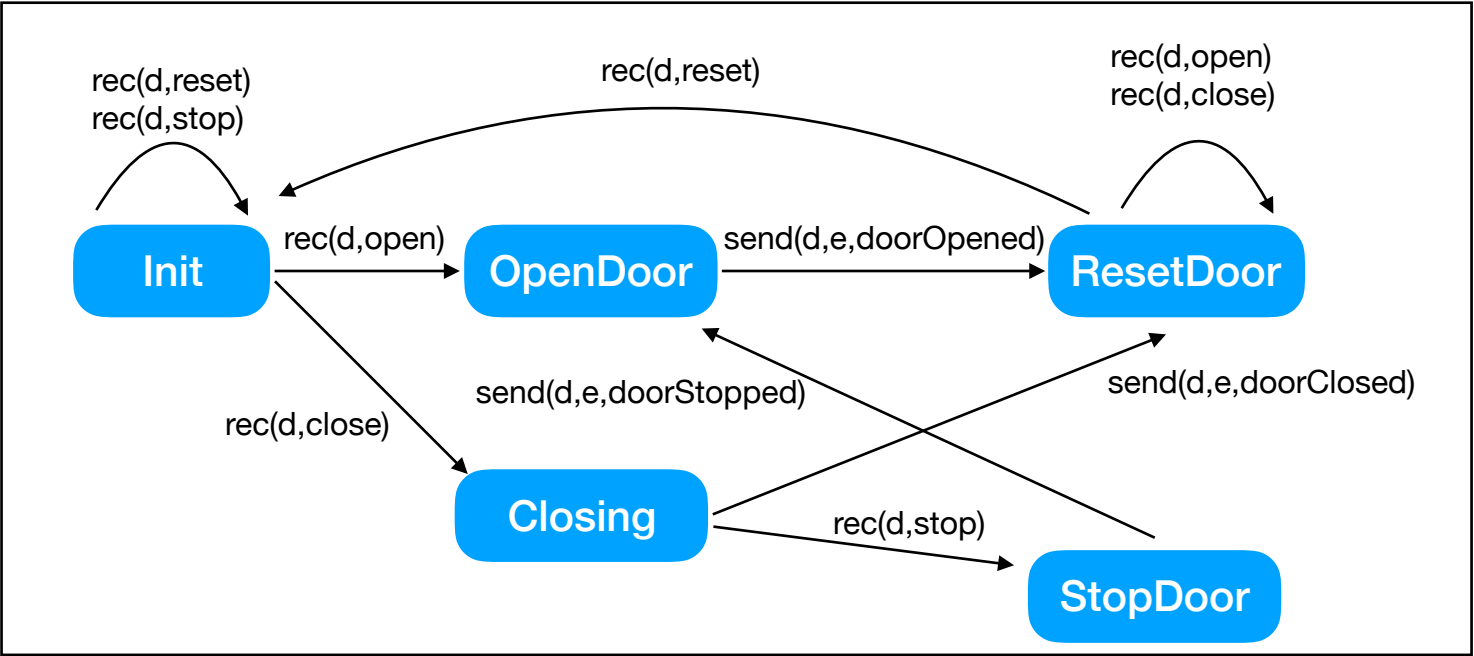 rec(d,reset)
rec(d,stop)
rec(d,reset)
rec(d,open)
rec(d,close)
Init
rec(d,open)
OpenDoor
send(d,e,doorOpened)
ResetDoor
send(d,e,doorStopped)
send(d,e,doorClosed)
rec(d,close)
Closing
rec(d,stop)
StopDoor